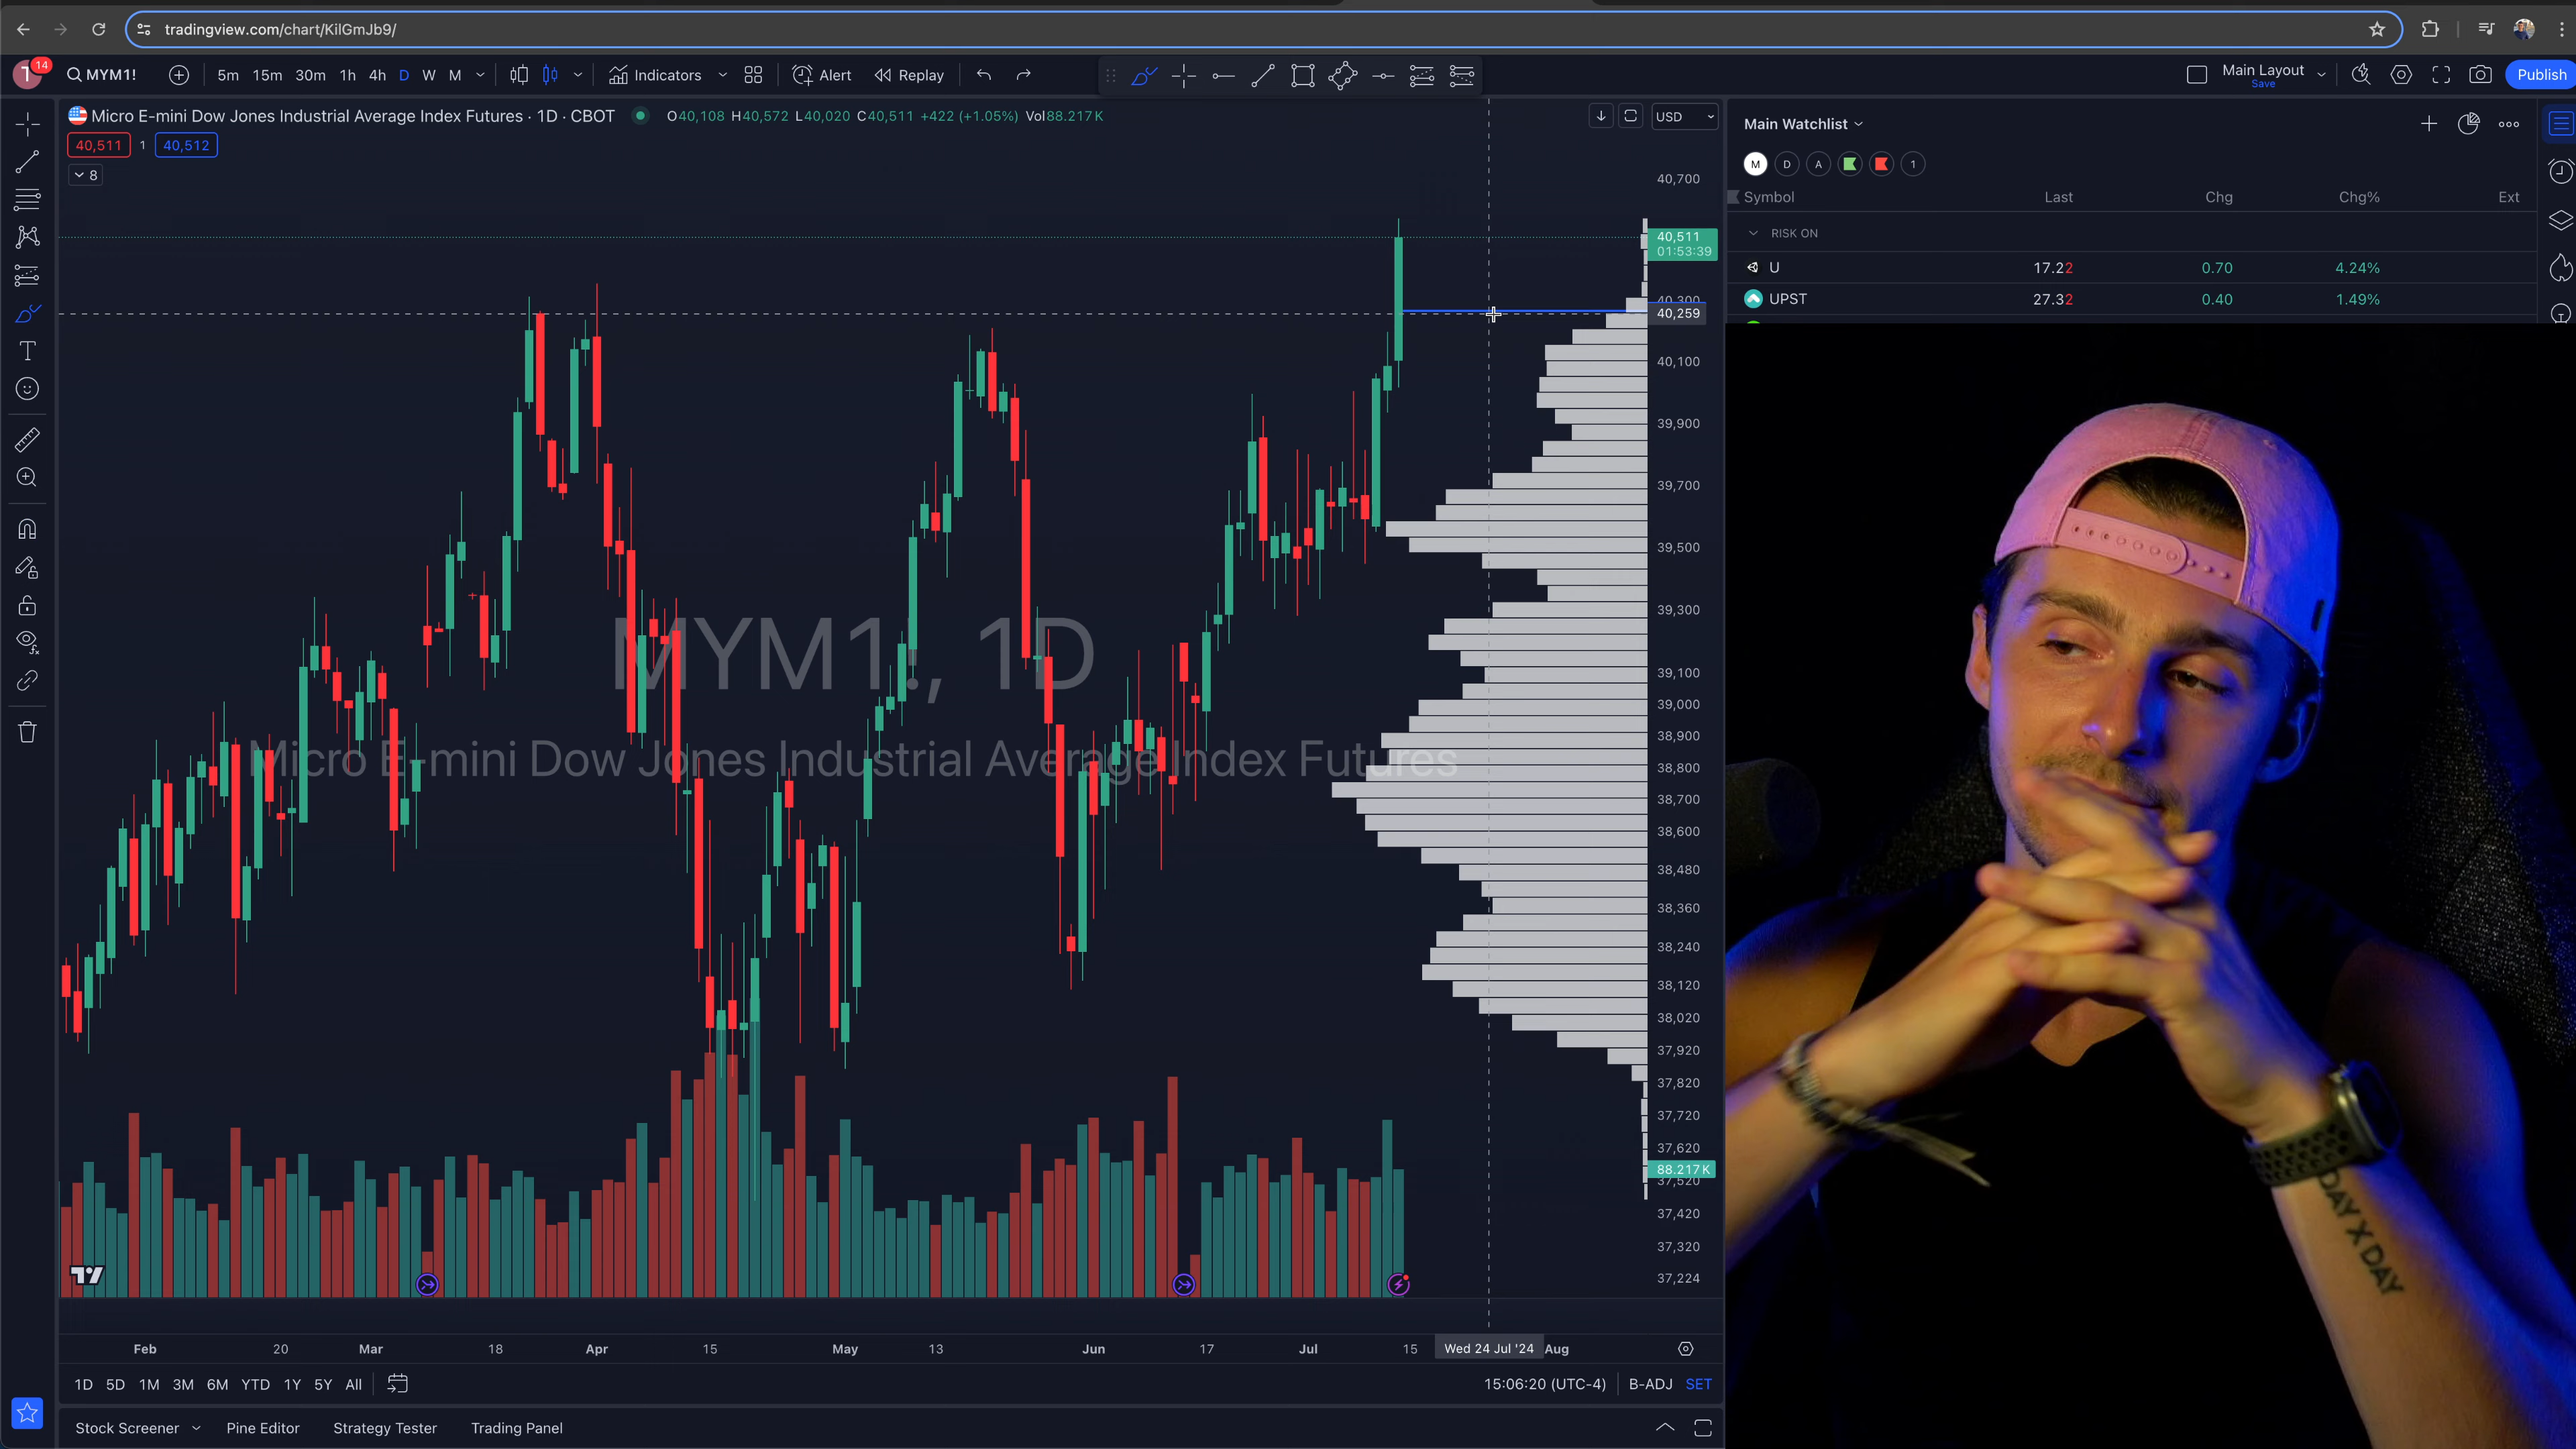 tradingview.com/chart/KilGmJb9/
14
MYM1! 5m 15m 30m 1h 4h D W M Indicators Alert Replay Main Layout Save Publish
Micro E-mini Dow Jones Industrial Average Index Futures · 1D · CBOT O40,108 H40,572 L40,020 C40,511 +422 (+1.05%) Vol88.217K USD
40,511 1 40,512
8
Main Watchlist
M D A 1
Symbol Last Chg Chg% Ext
RISK ON
U 17.22 0.70 4.24%
UPST 27.32 0.40 1.49%
40,700
40,511
01:53:39
40,300
40,259
40,100
39,900
39,700
39,500
39,300
39,100
39,000
38,900
38,800
38,700
38,600
38,480
38,360
38,240
38,120
38,020
37,920
37,820
37,720
37,620
88.217K
37,520
37,420
37,320
37,224
MYM1!, 1D
Micro E-mini Dow Jones Industrial Average Index Futures
DAY X DAY
Feb 20 Mar 18 Apr 15 May 13 Jun 17 Jul 15 Wed 24 Jul '24 Aug
1D 5D 1M 3M 6M YTD 1Y 5Y All 15:06:20 (UTC-4) B-ADJ SET
Stock Screener Pine Editor Strategy Tester Trading Panel